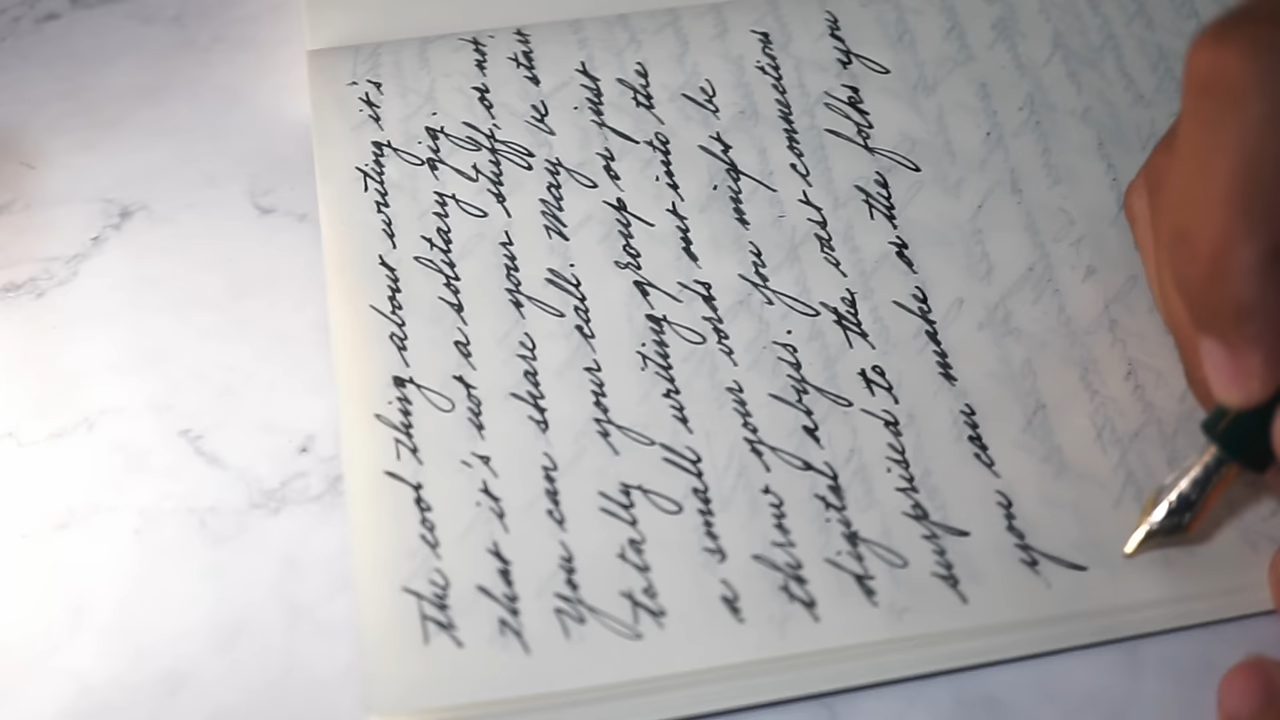 The cool thing about writing it's
that it's not a solitary gig.
You can share your stuff, or not,
totally your call. May be start
a small writing group or just
throw your words out into the
digital abyss. You might be
surprised to the vast connections
you can make or the folks you